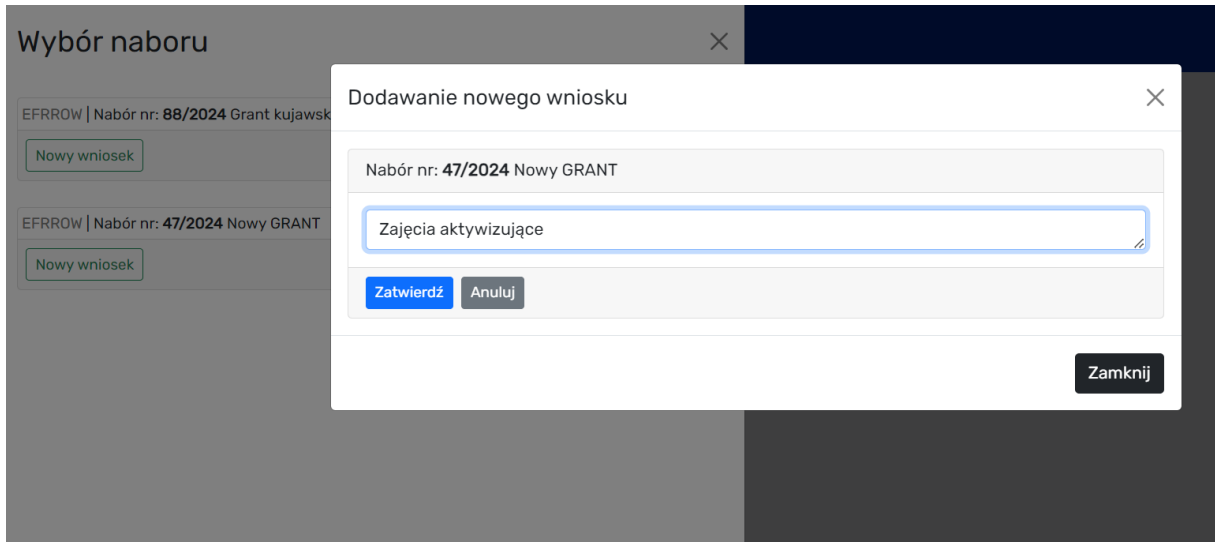 Wybór naboru
EFRROW | Nabór nr: 88/2024 Grant kujawsk
Nowy wniosek
EFRROW | Nabór nr: 47/2024 Nowy GRANT
Nowy wniosek
Dodawanie nowego wniosku
Nabór nr: 47/2024 Nowy GRANT
Zajęcia aktywizujące
Zatwierdź Anuluj
Zamknij